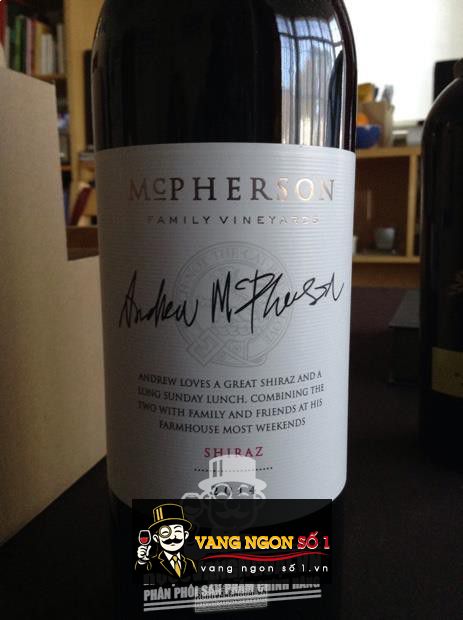 McPHERSON
FAMILY VINEYARDS
Andrew McPherson
ANDREW LOVES A GREAT SHIRAZ AND A
LONG SUNDAY LUNCH, COMBINING THE
TWO WITH FAMILY AND FRIENDS AT HIS
FARMHOUSE MOST WEEKENDS
SHIRAZ
VANG NGON SỐ 1
vang ngon số 1.vn
PHÂN PHỐI SẢN PHẨM CHÍNH HÃNG